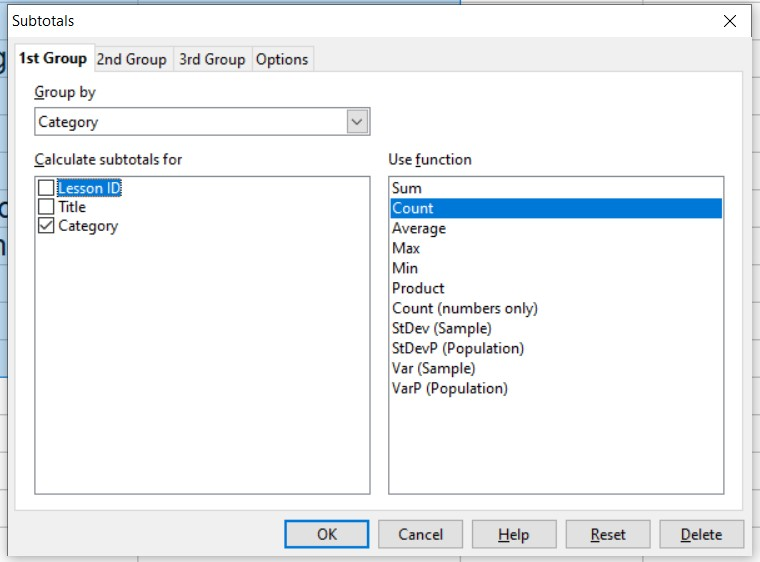 Subtotals
1st Group 2nd Group 3rd Group Options
Group by
Category
Calculate subtotals for
Lesson ID
Title
Category
Use function
Sum
Count
Average
Max
Min
Product
Count (numbers only)
StDev (Sample)
StDevP (Population)
Var (Sample)
VarP (Population)
OK Cancel Help Reset Delete